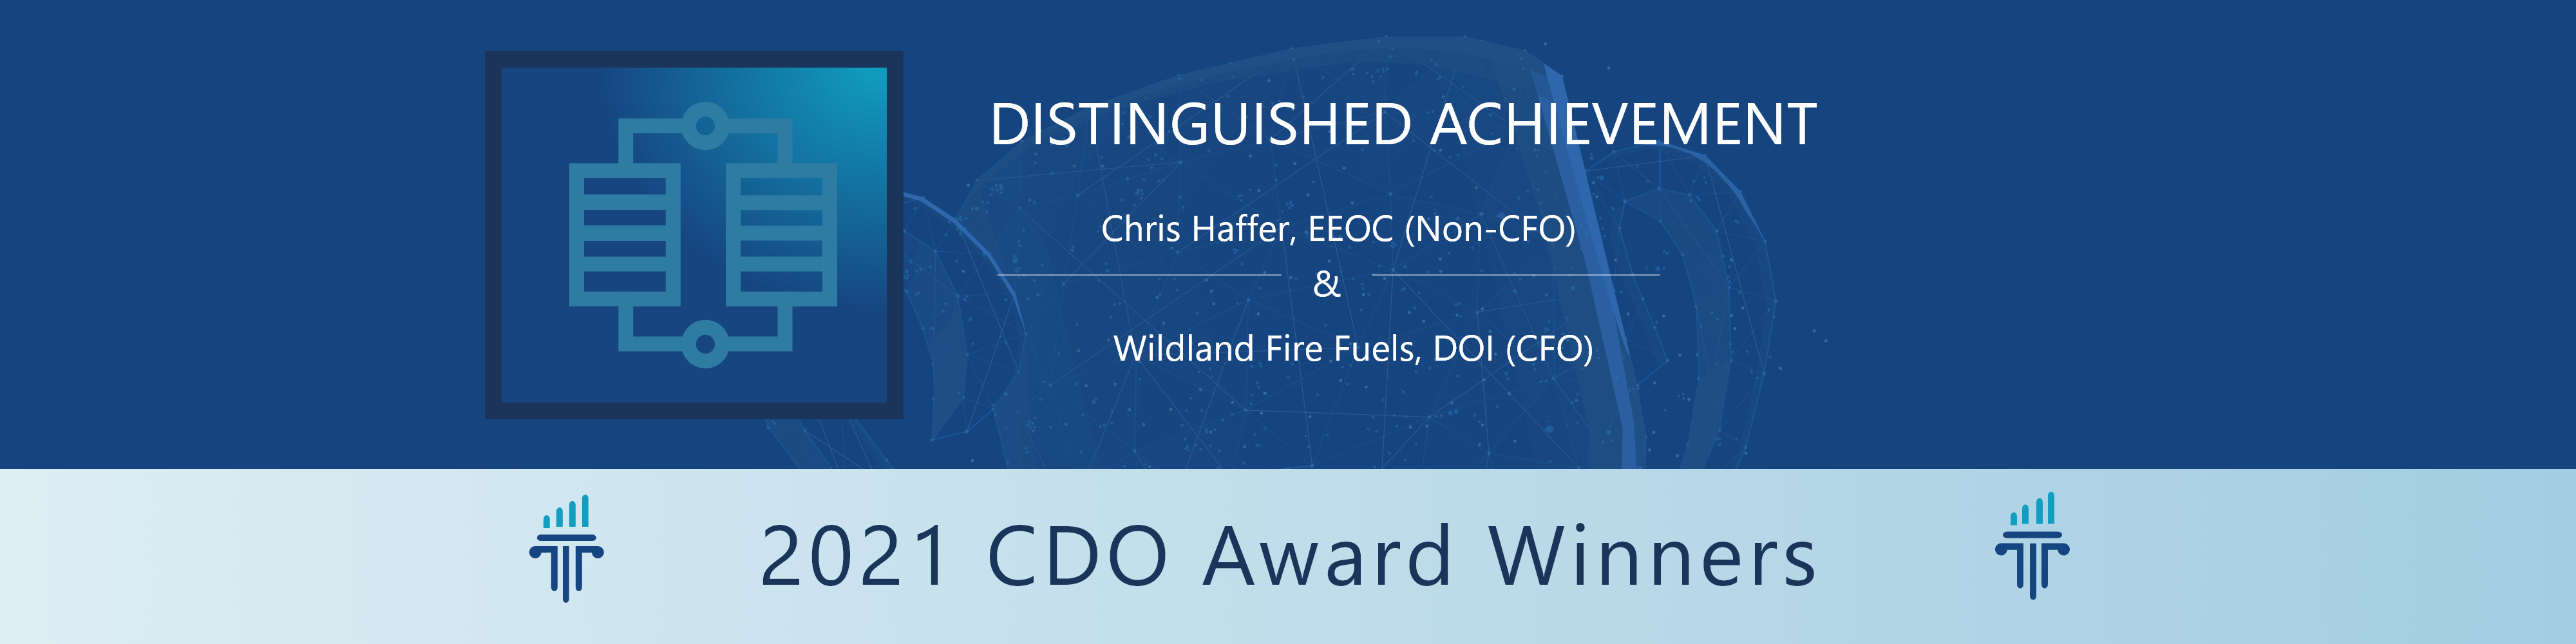 DISTINGUISHED ACHIEVEMENT
Chris Haffer, EEOC (Non-CFO)
&
Wildland Fire Fuels, DOI (CFO)
2021 CDO Award Winners